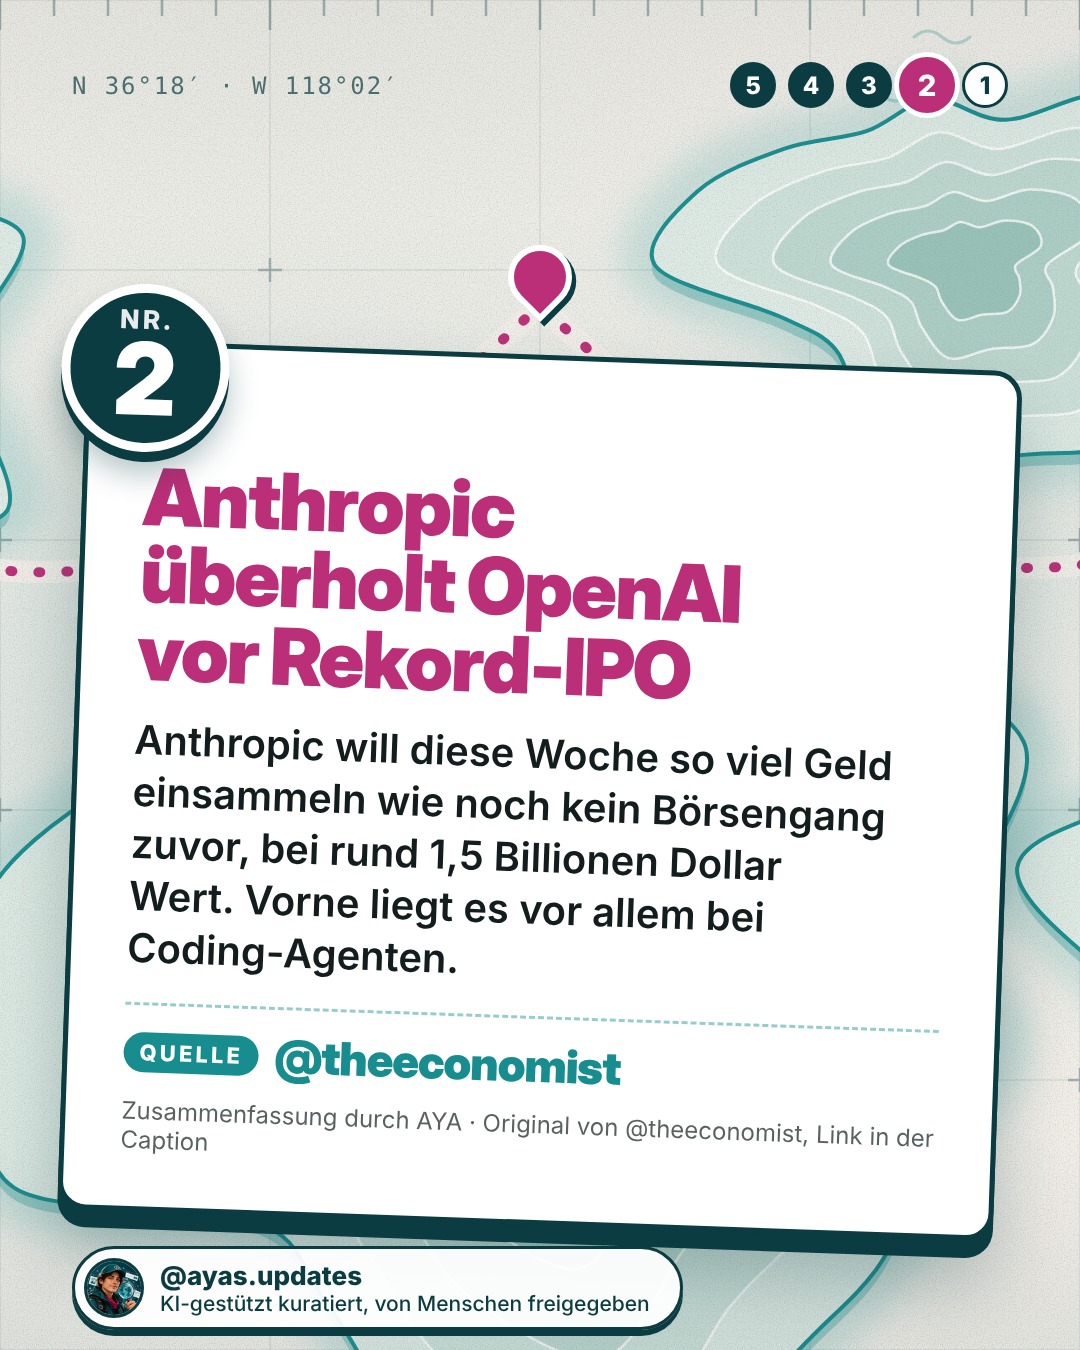 N 36°18′ · W 118°02′
5 4 3 2 1
NR.
2
Anthropic
überholt OpenAI
vor Rekord-IPO
Anthropic will diese Woche so viel Geld
einsammeln wie noch kein Börsengang
zuvor, bei rund 1,5 Billionen Dollar
Wert. Vorne liegt es vor allem bei
Coding-Agenten.
QUELLE @theeconomist
Zusammenfassung durch AYA · Original von @theeconomist, Link in der
Caption
@ayas.updates
KI-gestützt kuratiert, von Menschen freigegeben